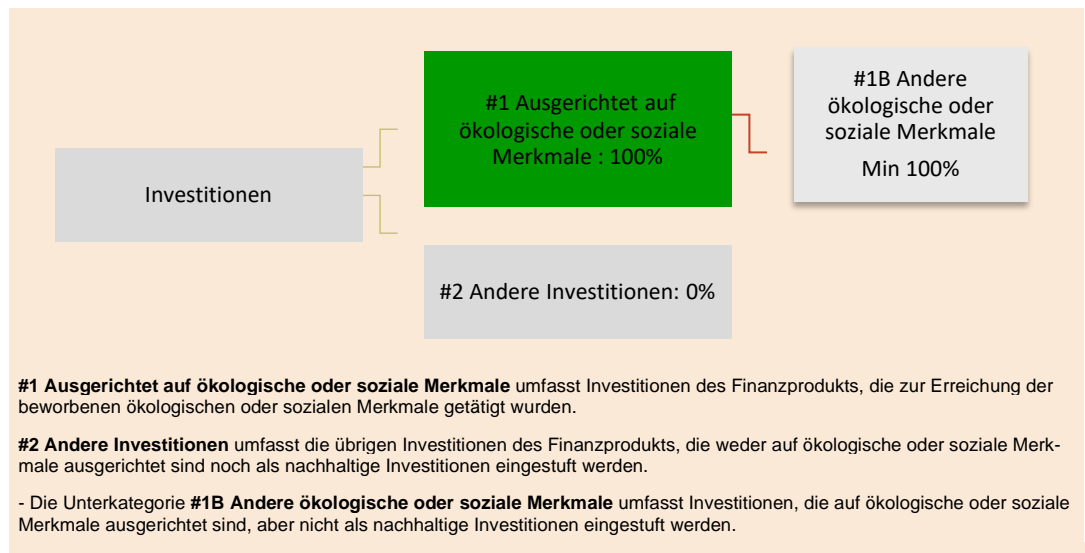 #1 Ausgerichtet auf
ökologische oder soziale
Merkmale : 100%
#1B Andere
ökologische oder
soziale Merkmale
Min 100%
Investitionen
#2 Andere Investitionen: 0%
#1 Ausgerichtet auf ökologische oder soziale Merkmale umfasst Investitionen des Finanzprodukts, die zur Erreichung der
beworbenen ökologischen oder sozialen Merkmale getätigt wurden.
#2 Andere Investitionen umfasst die übrigen Investitionen des Finanzprodukts, die weder auf ökologische oder soziale Merk-
male ausgerichtet sind noch als nachhaltige Investitionen eingestuft werden.
- Die Unterkategorie #1B Andere ökologische oder soziale Merkmale umfasst Investitionen, die auf ökologische oder soziale
Merkmale ausgerichtet sind, aber nicht als nachhaltige Investitionen eingestuft werden.